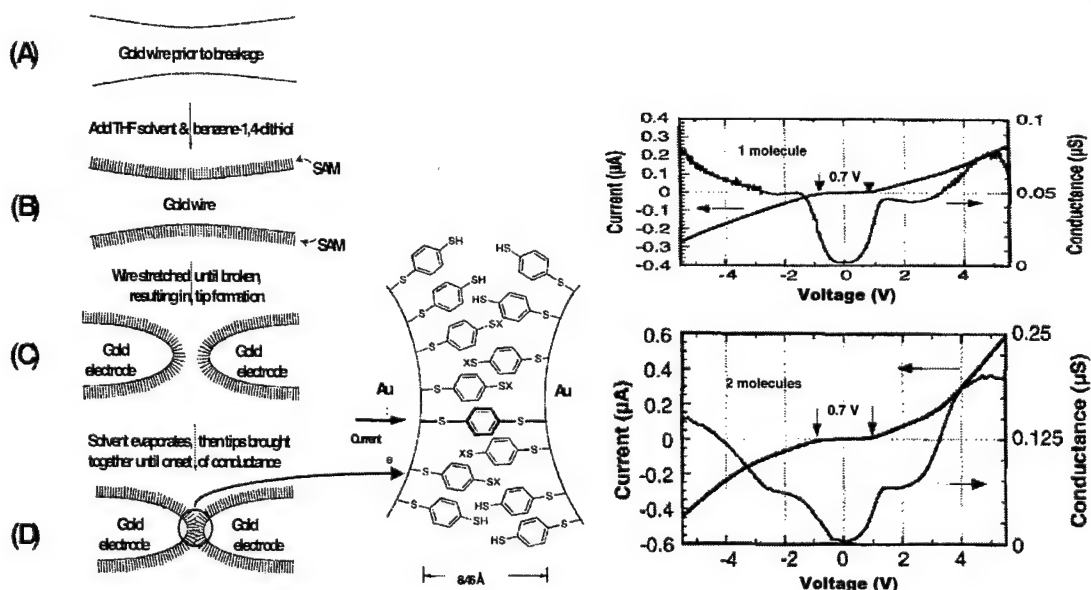 (A)
Gold wire prior to breakage
Add THF solvent & benzene-1,4-dithiol
SAM
(B)
Gold wire
SAM
Wire stretched until broken,
resulting in tip formation
(C)
Gold
electrode
Gold
electrode
Solvent evaporates, then tips brought
together until onset of conductance
(D)
Gold
electrode
Gold
electrode
SH
HS
S
S
SH
HS
S
S
SX
S
S
XS
Au
S
SX
Au
S
S
Current
XS
S
S
SX
S
HS
S
SH
S
HS
Current (µA)
0.4
0.3
0.2
0.1
0
-0.1
-0.2
-0.3
0.4
1 molecule
0.7 V
0.1
0.05
0
Conductance (µS)
-4
-2
0
2
4
Voltage (V)
Current (µA)
0.6
0.4
0.2
0
-0.2
-0.4
-0.6
2 molecules
0.7 V
0.25
0.125
0
Conductance (µS)
-4
-2
0
2
4
Voltage (V)